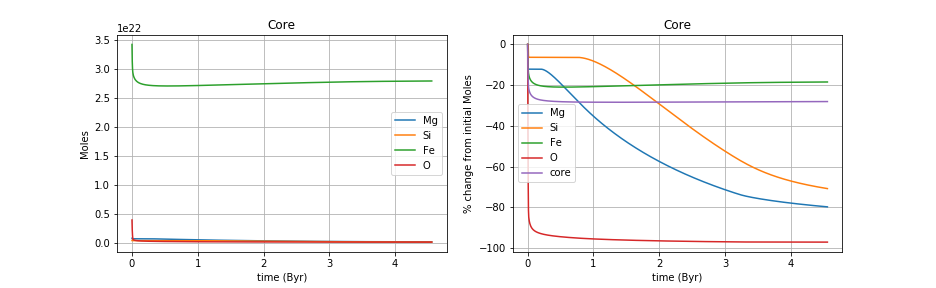 Core
1e22
3.5
3.0
2.5
2.0
1.5
1.0
0.5
0.0
Moles
0 1 2 3 4
time (Byr)
Mg
Si
Fe
O
Core
0
−20
−40
−60
−80
−100
% change from initial Moles
0 1 2 3 4
time (Byr)
Mg
Si
Fe
O
core